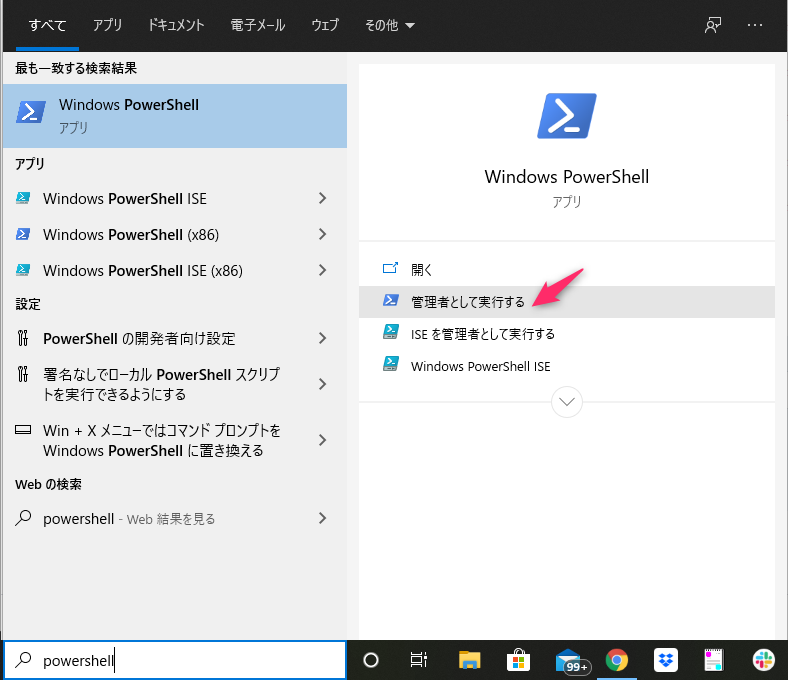 すべて アプリ ドキュメント 電子メール ウェブ その他
最も一致する検索結果
Windows PowerShell
アプリ
アプリ
Windows PowerShell ISE
Windows PowerShell (x86)
Windows PowerShell ISE (x86)
設定
PowerShell の開発者向け設定
署名なしでローカル PowerShell スクリプ
トを実行できるようにする
Win + X メニューではコマンド プロンプトを
Windows PowerShell に置き換える
Web の検索
powershell - Web 結果を見る
Windows PowerShell
アプリ
開く
管理者として実行する
ISE を管理者として実行する
Windows PowerShell ISE
powershell
99+